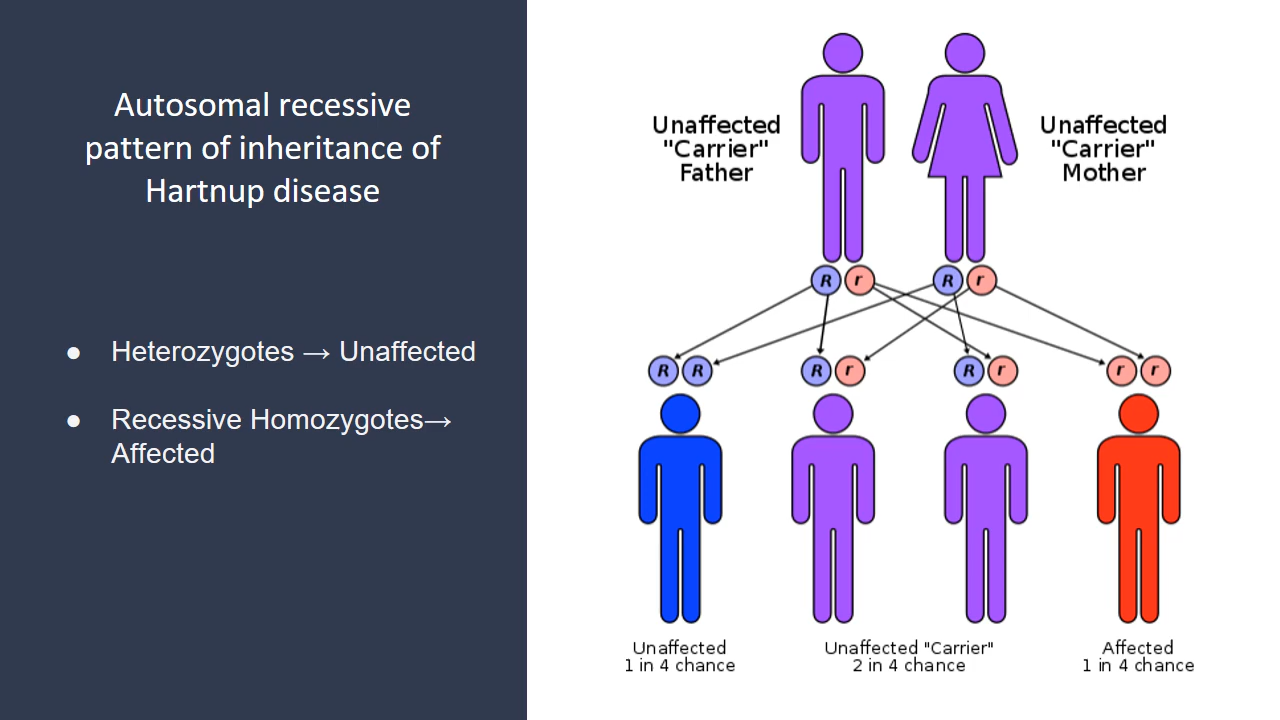 Autosomal recessive
pattern of inheritance of
Hartnup disease
● Heterozygotes → Unaffected
● Recessive Homozygotes→
Affected
Unaffected
"Carrier"
Father
Unaffected
"Carrier"
Mother
R r R r
R R R r R r r r
Unaffected
1 in 4 chance
Unaffected "Carrier"
2 in 4 chance
Affected
1 in 4 chance